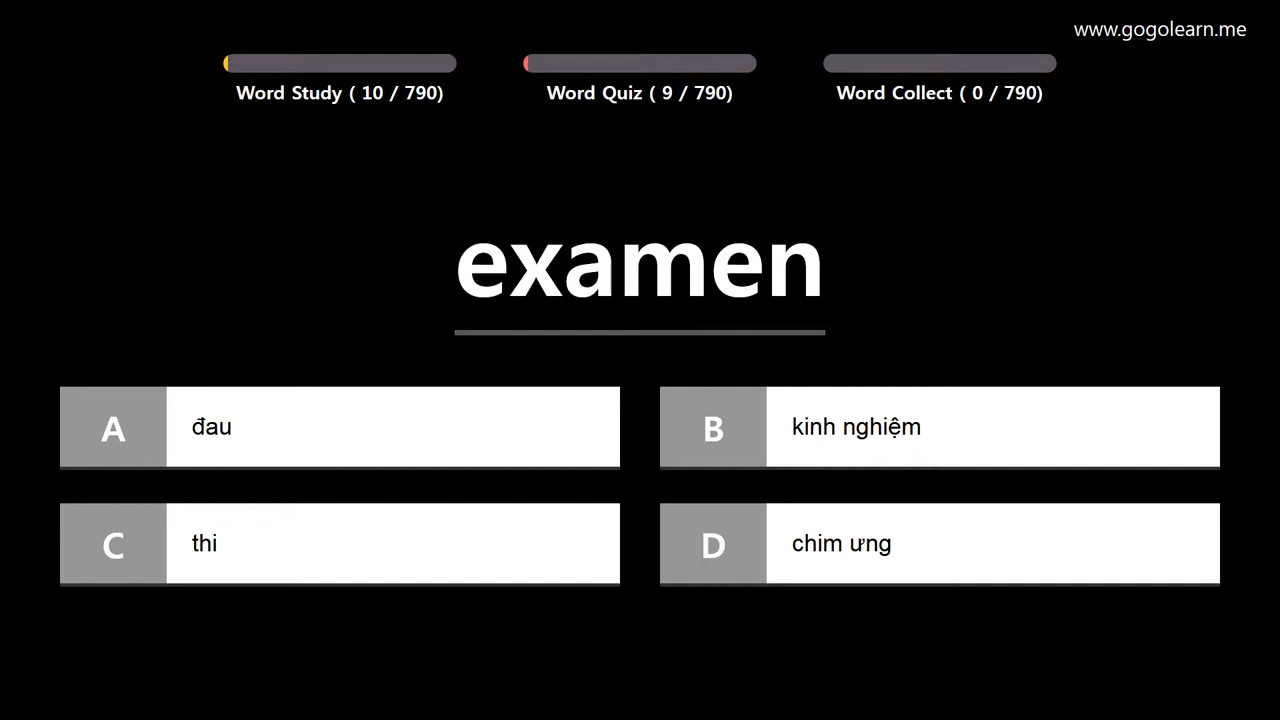 www.gogolearn.me
Word Study ( 10 / 790)
Word Quiz ( 9 / 790)
Word Collect ( 0 / 790)
examen
A
đau
B
kinh nghiệm
C
thi
D
chim ưng